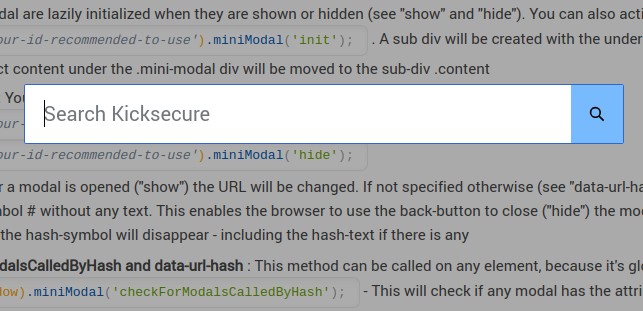 dal are lazily initialized when they are shown or hidden (see "show" and "hide"). You can also acti
our-id-recommended-to-use').miniModal('init'); . A sub div will be created with the under
ct content under the .mini-modal div will be moved to the sub-div .content
You
our-
Search Kicksecure
our-id-recommended-to-use').miniModal('hide');
r a modal is opened ("show") the URL will be changed. If not specified otherwise (see "data-url-ha
nbol # without any text. This enables the browser to use the back-button to close ("hide") the mod
the hash-symbol will disappear - including the hash-text if there is any
dalsCalledByHash and data-url-hash : This method can be called on any element, because it's glo
dow).miniModal('checkForModalsCalledByHash'); - This will check if any modal has the attri